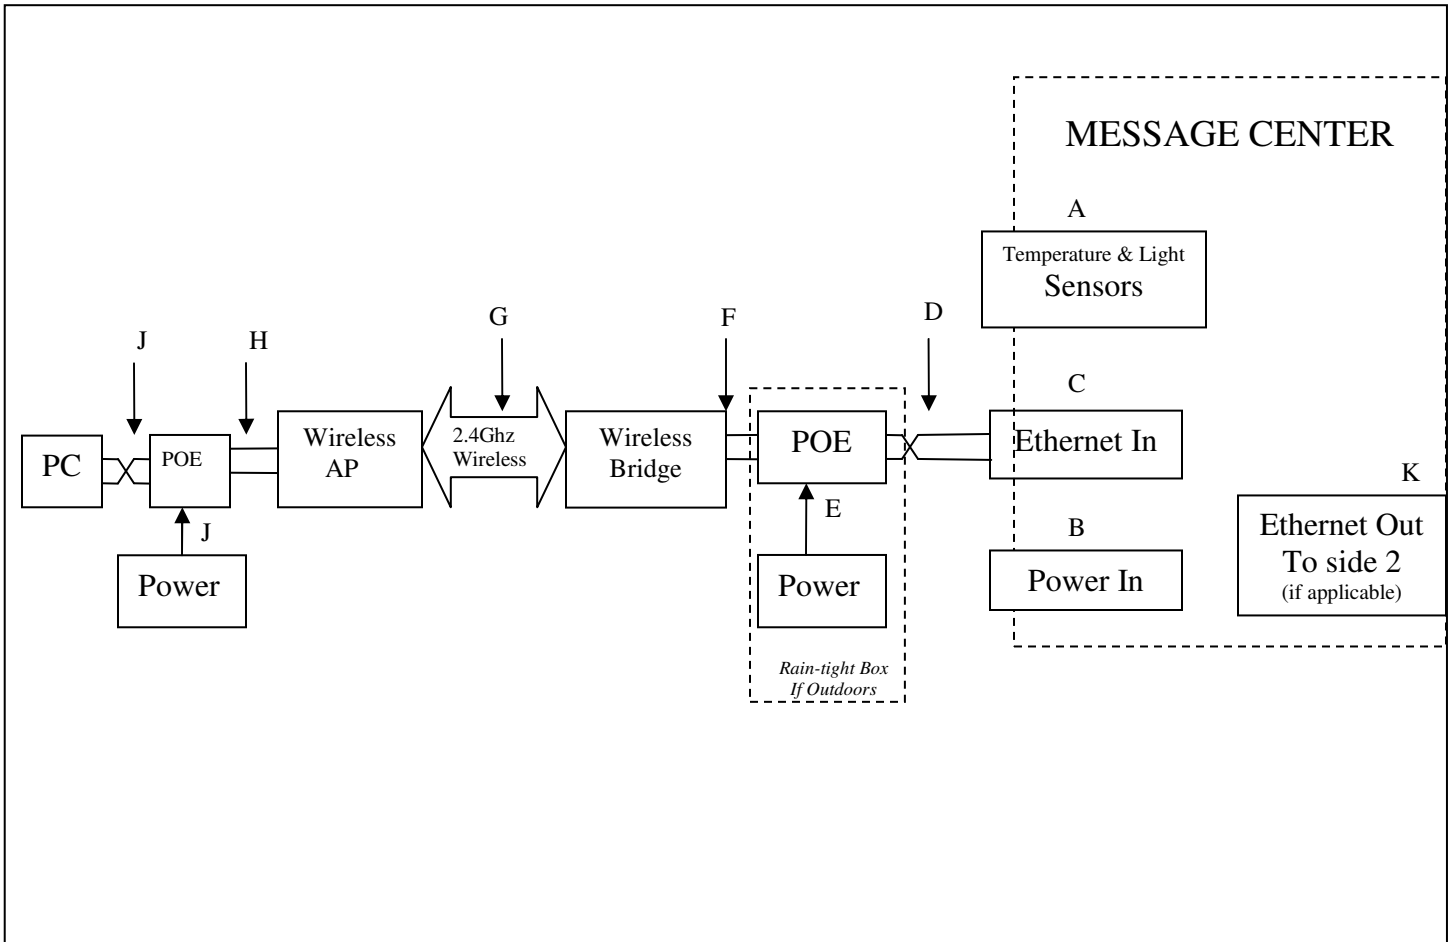 MESSAGE CENTER
A
Temperature & Light
Sensors
G
F
D
J
H
C
Wireless
AP
2.4Ghz
Wireless
Wireless
Bridge
POE
Ethernet In
PC
POE
K
E
B
J
Ethernet Out
To side 2
(if applicable)
Power
Power
Power In
Rain-tight Box
If Outdoors